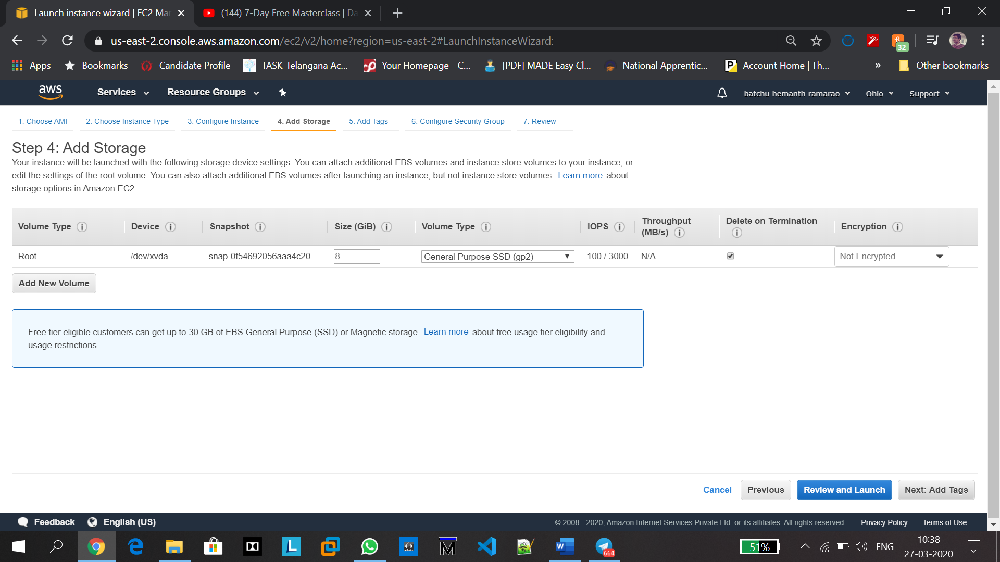 Launch instance wizard | EC2 Ma
(144) 7-Day Free Masterclass | Da
us-east-2.console.aws.amazon.com/ec2/v2/home?region=us-east-2#LaunchInstanceWizard:
32
Apps
Bookmarks
Candidate Profile
TASK-Telangana Ac...
Your Homepage - C...
[PDF] MADE Easy Cl...
National Apprentic...
Account Home | Th...
»
Other bookmarks
aws
Services
Resource Groups
batchu hemanth ramarao
Ohio
Support
1. Choose AMI
2. Choose Instance Type
3. Configure Instance
4. Add Storage
5. Add Tags
6. Configure Security Group
7. Review
Step 4: Add Storage
Your instance will be launched with the following storage device settings. You can attach additional EBS volumes and instance store volumes to your instance, or
edit the settings of the root volume. You can also attach additional EBS volumes after launching an instance, but not instance store volumes. Learn more about
storage options in Amazon EC2.
Volume Type
Device
Snapshot
Size (GiB)
Volume Type
IOPS
Throughput
(MB/s)
Delete on Termination
Encryption
Root
/dev/xvda
snap-0f54692056aaa4c20
8
General Purpose SSD (gp2)
100 / 3000
N/A
Not Encrypted
Add New Volume
Free tier eligible customers can get up to 30 GB of EBS General Purpose (SSD) or Magnetic storage. Learn more about free usage tier eligibility and
usage restrictions.
Cancel
Previous
Review and Launch
Next: Add Tags
Feedback
English (US)
© 2008 - 2020, Amazon Internet Services Private Ltd. or its affiliates. All rights reserved.
Privacy Policy
Terms of Use
664
51%
ENG
10:38
27-03-2020